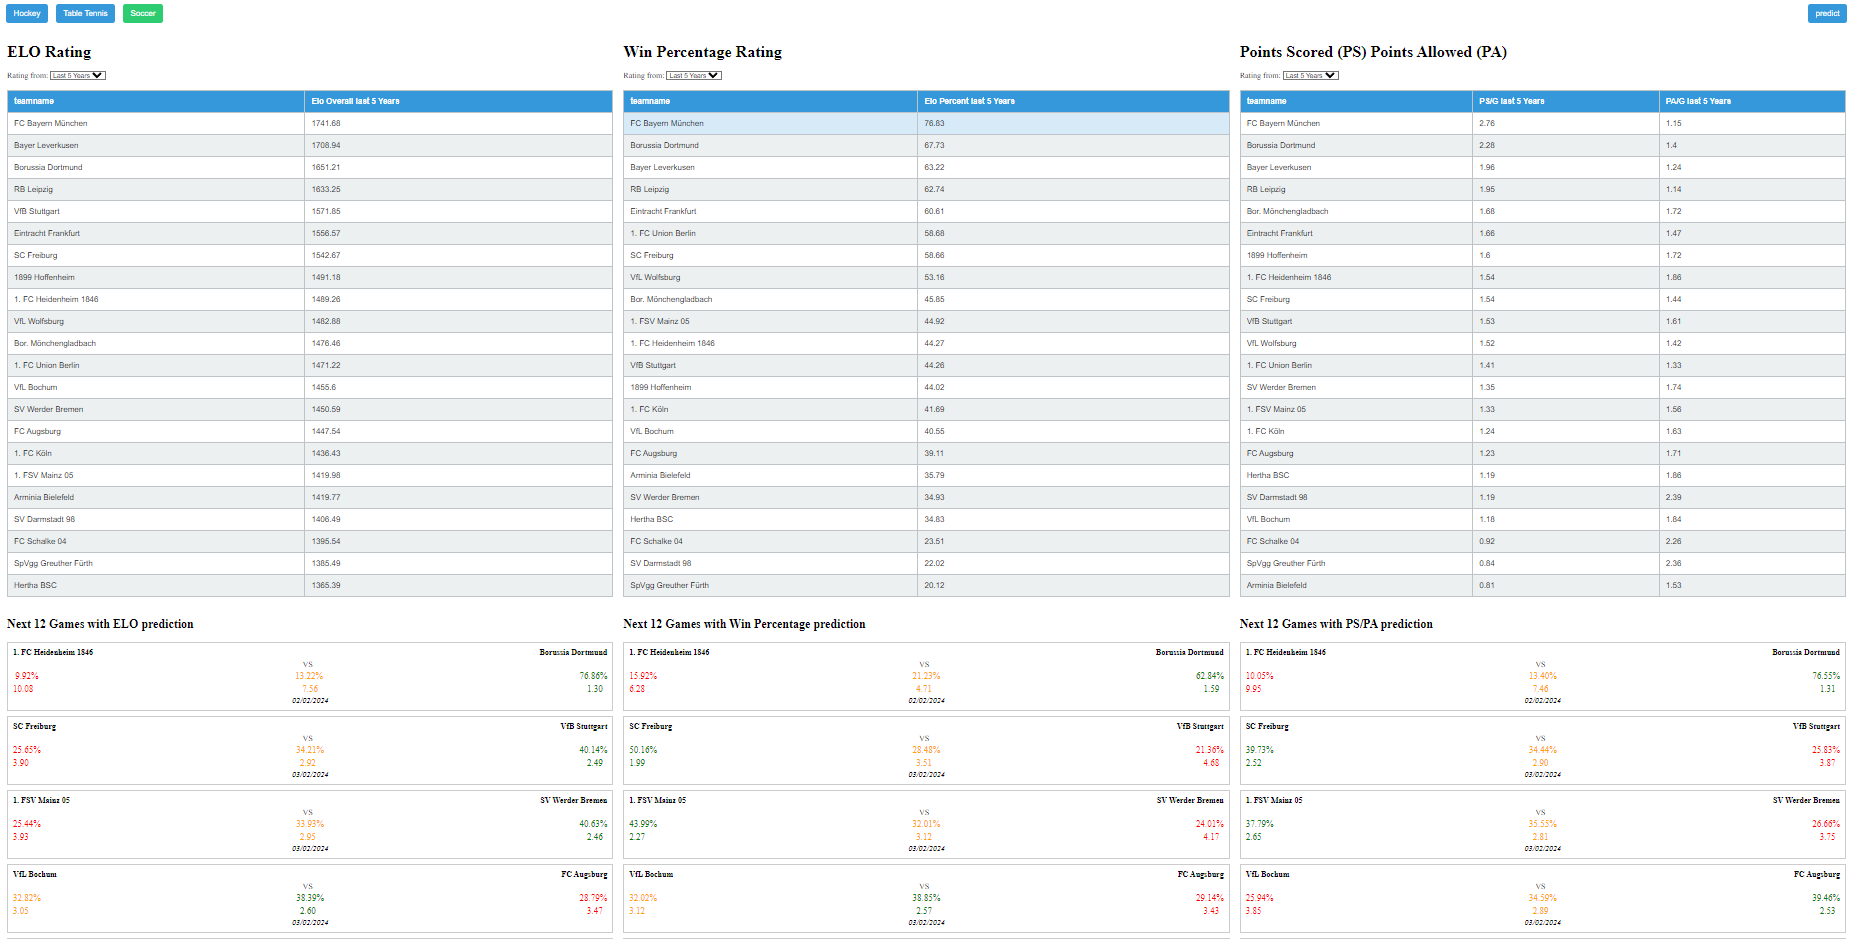 Hockey Table Tennis Soccer predict
ELO Rating
Rating from: Last 5 Years
teamname Elo Overall last 5 Years
FC Bayern München 1741.68
Bayer Leverkusen 1708.94
Borussia Dortmund 1651.21
RB Leipzig 1633.25
VfB Stuttgart 1571.65
Eintracht Frankfurt 1556.57
SC Freiburg 1542.67
1899 Hoffenheim 1491.18
1. FC Heidenheim 1846 1489.26
VfL Wolfsburg 1482.88
Bor. Mönchengladbach 1476.46
1. FC Union Berlin 1471.22
VfL Bochum 1455.6
SV Werder Bremen 1450.59
FC Augsburg 1447.54
1. FC Köln 1436.43
1. FSV Mainz 05 1419.98
Arminia Bielefeld 1419.77
SV Darmstadt 98 1406.49
FC Schalke 04 1395.54
SpVgg Greuther Fürth 1385.49
Hertha BSC 1365.39
Win Percentage Rating
Rating from: Last 5 Years
teamname Elo Percent last 5 Years
FC Bayern München 76.83
Borussia Dortmund 67.73
Bayer Leverkusen 63.22
RB Leipzig 62.74
Eintracht Frankfurt 60.61
1. FC Union Berlin 58.68
SC Freiburg 58.66
VfL Wolfsburg 53.16
Bor. Mönchengladbach 45.85
1. FSV Mainz 05 44.92
1. FC Heidenheim 1846 44.27
VfB Stuttgart 44.26
1899 Hoffenheim 44.02
1. FC Köln 41.69
VfL Bochum 40.55
FC Augsburg 39.11
Arminia Bielefeld 35.79
SV Werder Bremen 34.93
Hertha BSC 34.83
FC Schalke 04 23.51
SV Darmstadt 98 22.02
SpVgg Greuther Fürth 20.12
Points Scored (PS) Points Allowed (PA)
Rating from: Last 5 Years
teamname PS/G last 5 Years PA/G last 5 Years
FC Bayern München 2.76 1.15
Borussia Dortmund 2.28 1.4
Bayer Leverkusen 1.96 1.24
RB Leipzig 1.95 1.14
Bor. Mönchengladbach 1.68 1.72
Eintracht Frankfurt 1.66 1.47
1899 Hoffenheim 1.6 1.72
1. FC Heidenheim 1846 1.54 1.86
SC Freiburg 1.54 1.44
VfB Stuttgart 1.53 1.61
VfL Wolfsburg 1.52 1.42
1. FC Union Berlin 1.41 1.33
SV Werder Bremen 1.35 1.74
1. FSV Mainz 05 1.33 1.56
1. FC Köln 1.24 1.63
FC Augsburg 1.23 1.71
Hertha BSC 1.19 1.86
SV Darmstadt 98 1.19 2.39
VfL Bochum 1.18 1.84
FC Schalke 04 0.92 2.26
SpVgg Greuther Fürth 0.84 2.36
Arminia Bielefeld 0.81 1.53
Next 12 Games with ELO prediction
1. FC Heidenheim 1846 Borussia Dortmund
VS
9.92% 13.22% 76.86%
10.08 7.56 1.30
02/02/2024
SC Freiburg VfB Stuttgart
VS
25.65% 34.21% 40.14%
3.90 2.92 2.49
03/02/2024
1. FSV Mainz 05 SV Werder Bremen
VS
25.44% 33.93% 40.63%
3.93 2.95 2.46
03/02/2024
VfL Bochum FC Augsburg
VS
32.82% 38.39% 28.79%
3.05 2.60 3.47
03/02/2024
Next 12 Games with Win Percentage prediction
1. FC Heidenheim 1846 Borussia Dortmund
VS
15.92% 21.23% 62.84%
6.28 4.71 1.59
02/02/2024
SC Freiburg VfB Stuttgart
VS
50.16% 28.48% 21.36%
1.99 3.51 4.68
03/02/2024
1. FSV Mainz 05 SV Werder Bremen
VS
43.99% 32.01% 24.01%
2.27 3.12 4.17
03/02/2024
VfL Bochum FC Augsburg
VS
32.02% 38.85% 29.14%
3.12 2.57 3.43
03/02/2024
Next 12 Games with PS/PA prediction
1. FC Heidenheim 1846 Borussia Dortmund
VS
10.05% 13.40% 76.55%
9.95 7.46 1.31
02/02/2024
SC Freiburg VfB Stuttgart
VS
39.73% 34.44% 25.83%
2.52 2.90 3.87
03/02/2024
1. FSV Mainz 05 SV Werder Bremen
VS
37.79% 35.55% 26.66%
2.65 2.81 3.75
03/02/2024
VfL Bochum FC Augsburg
VS
25.94% 34.59% 39.46%
3.85 2.89 2.53
03/02/2024